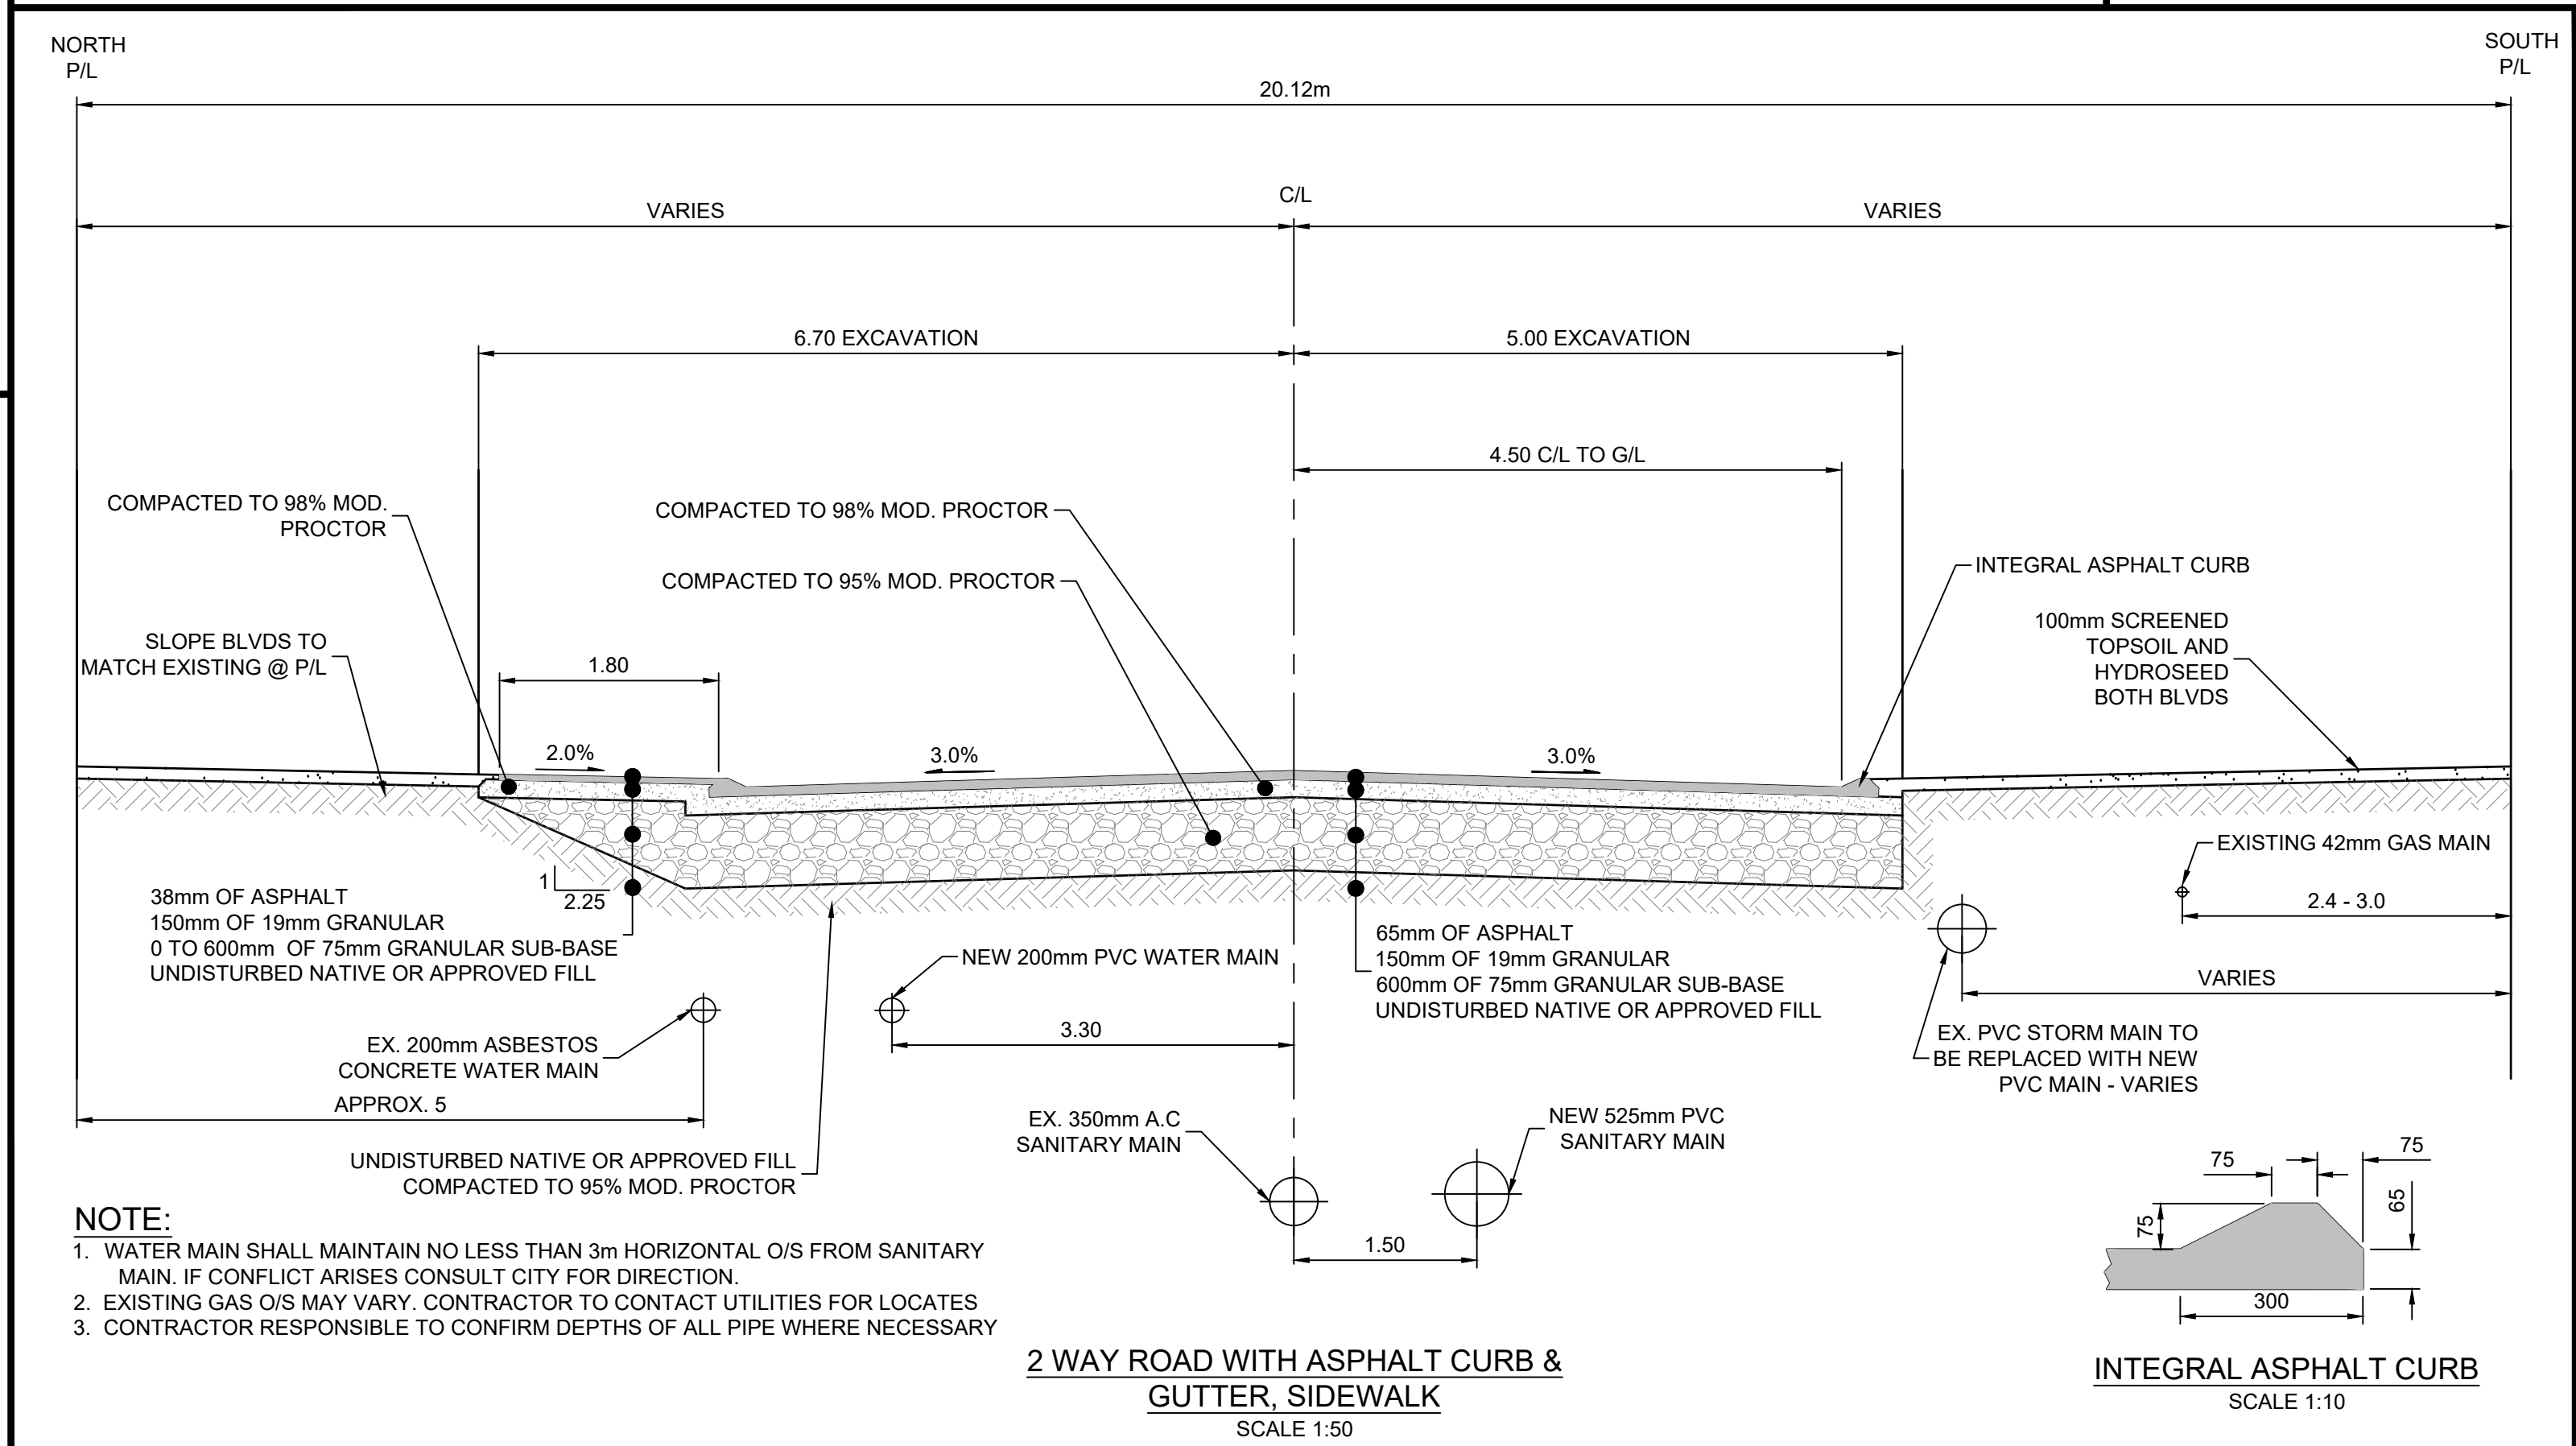 NORTH
P/L
SOUTH
P/L
20.12m
C/L
VARIES
VARIES
6.70 EXCAVATION
5.00 EXCAVATION
4.50 C/L TO G/L
COMPACTED TO 98% MOD.
PROCTOR
COMPACTED TO 98% MOD. PROCTOR
COMPACTED TO 95% MOD. PROCTOR
INTEGRAL ASPHALT CURB
100mm SCREENED
TOPSOIL AND
HYDROSEED
BOTH BLVDS
SLOPE BLVDS TO
MATCH EXISTING @ P/L
1.80
2.0%
3.0%
3.0%
1
2.25
38mm OF ASPHALT
150mm OF 19mm GRANULAR
0 TO 600mm OF 75mm GRANULAR SUB-BASE
UNDISTURBED NATIVE OR APPROVED FILL
65mm OF ASPHALT
150mm OF 19mm GRANULAR
600mm OF 75mm GRANULAR SUB-BASE
UNDISTURBED NATIVE OR APPROVED FILL
EXISTING 42mm GAS MAIN
2.4 - 3.0
VARIES
NEW 200mm PVC WATER MAIN
3.30
EX. 200mm ASBESTOS
CONCRETE WATER MAIN
APPROX. 5
EX. PVC STORM MAIN TO
BE REPLACED WITH NEW
PVC MAIN - VARIES
EX. 350mm A.C
SANITARY MAIN
NEW 525mm PVC
SANITARY MAIN
1.50
UNDISTURBED NATIVE OR APPROVED FILL
COMPACTED TO 95% MOD. PROCTOR
NOTE:
1. WATER MAIN SHALL MAINTAIN NO LESS THAN 3m HORIZONTAL O/S FROM SANITARY
MAIN. IF CONFLICT ARISES CONSULT CITY FOR DIRECTION.
2. EXISTING GAS O/S MAY VARY. CONTRACTOR TO CONTACT UTILITIES FOR LOCATES
3. CONTRACTOR RESPONSIBLE TO CONFIRM DEPTHS OF ALL PIPE WHERE NECESSARY
2 WAY ROAD WITH ASPHALT CURB &
GUTTER, SIDEWALK
SCALE 1:50
75
75
75
65
300
INTEGRAL ASPHALT CURB
SCALE 1:10